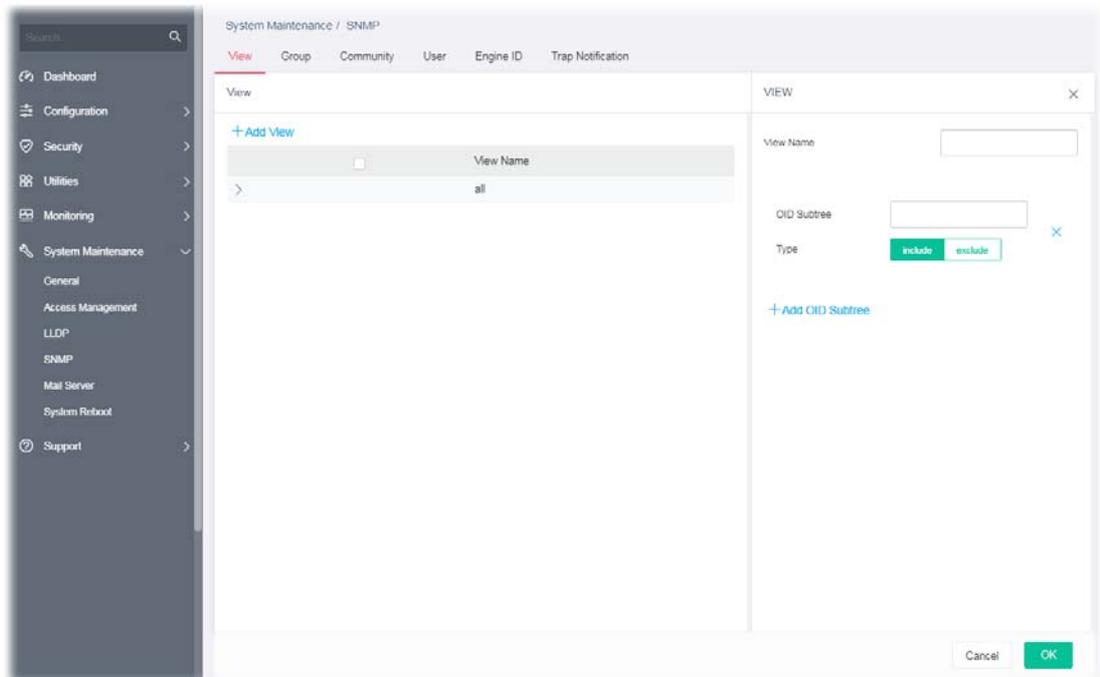 Search...
Dashboard
Configuration
Security
Utilities
Monitoring
System Maintenance
General
Access Management
LLDP
SNMP
Mail Server
System Reboot
Support
System Maintenance / SNMP
View Group Community User Engine ID Trap Notification
View
+Add View
View Name
all
VIEW
View Name
OID Subtree
Type include exclude
+Add OID Subtree
Cancel OK